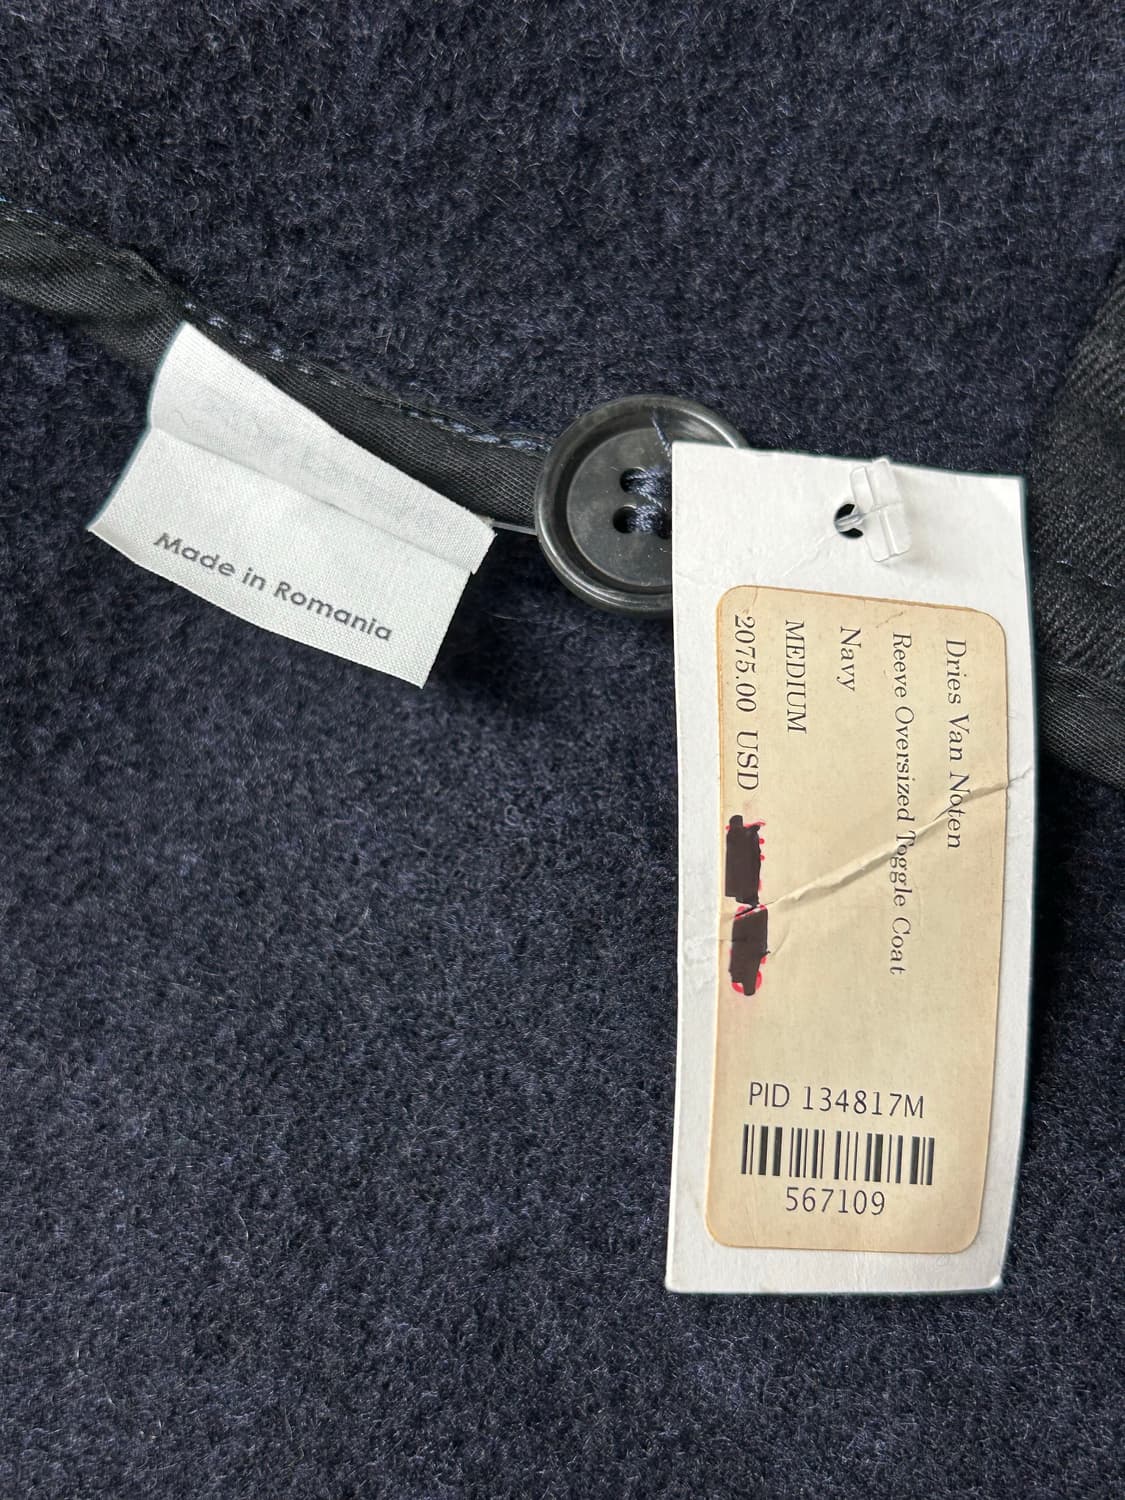 Made in Romania
Dries Van Noten
Reeve Oversized Toggle Coat
Navy
MEDIUM
2075.00 USD
PID 134817M
567109